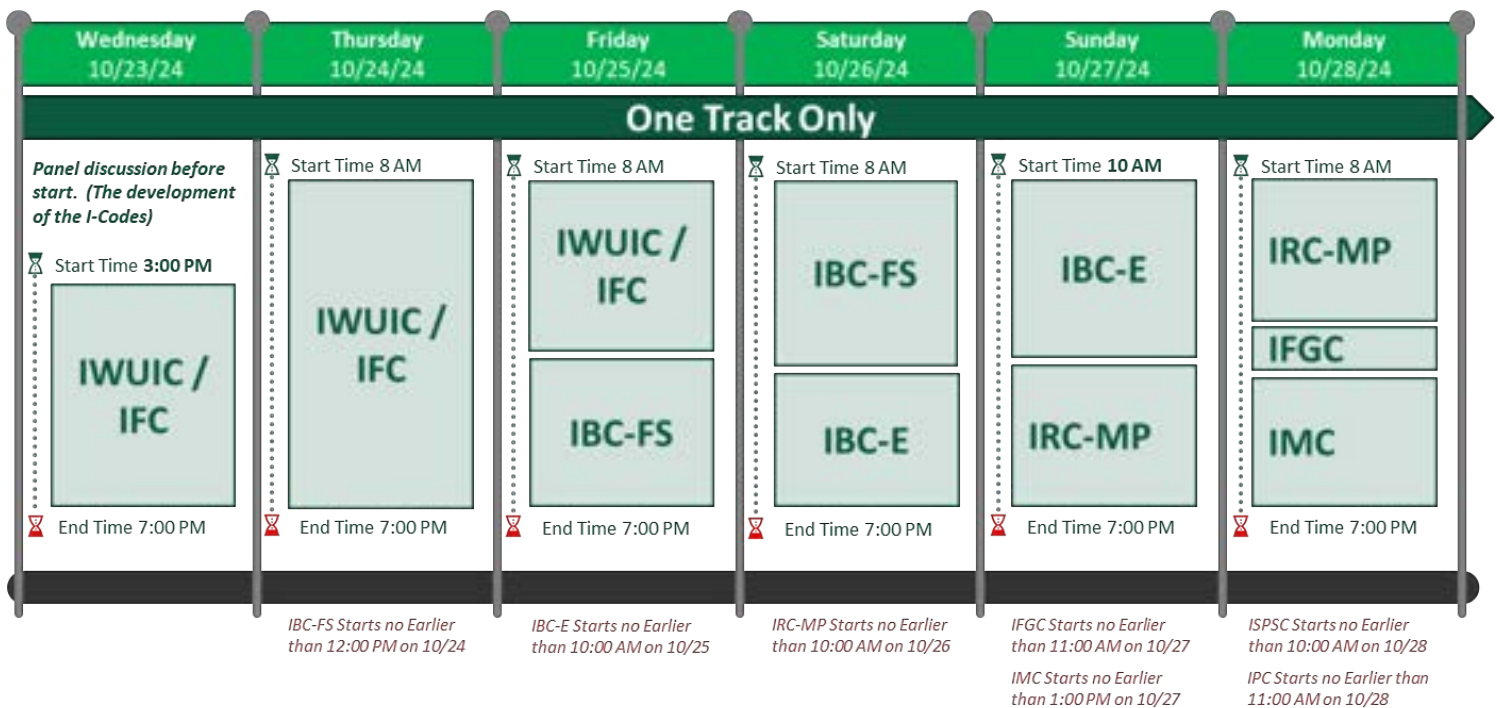 Wednesday
10/23/24
Thursday
10/24/24
Friday
10/25/24
Saturday
10/26/24
Sunday
10/27/24
Monday
10/28/24
One Track Only
Panel discussion before
start. (The development
of the I-Codes)
Start Time 3:00 PM
IWUIC /
IFC
End Time 7:00 PM
Start Time 8 AM
IWUIC /
IFC
End Time 7:00 PM
IBC-FS Starts no Earlier
than 12:00 PM on 10/24
Start Time 8 AM
IWUIC /
IFC
IBC-FS
End Time 7:00 PM
IBC-E Starts no Earlier
than 10:00 AM on 10/25
Start Time 8 AM
IBC-FS
IBC-E
End Time 7:00 PM
IRC-MP Starts no Earlier
than 10:00 AM on 10/26
Start Time 10 AM
IBC-E
IRC-MP
End Time 7:00 PM
IFGC Starts no Earlier
than 11:00 AM on 10/27
IMC Starts no Earlier
than 1:00 PM on 10/27
Start Time 8 AM
IRC-MP
IFGC
IMC
End Time 7:00 PM
ISPSC Starts no Earlier
than 10:00 AM on 10/28
IPC Starts no Earlier than
11:00 AM on 10/28